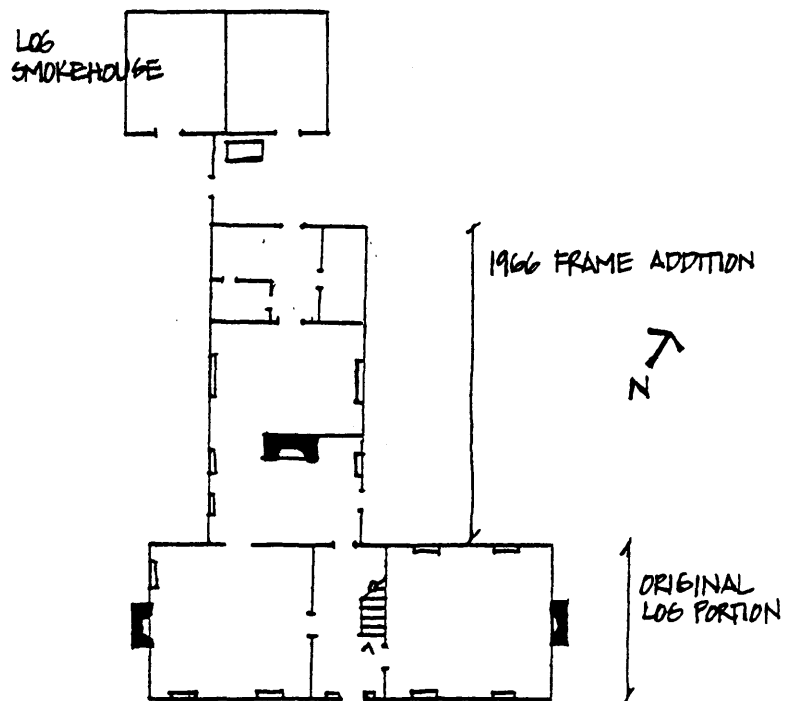 LOG
SMOKEHOUSE
1966 FRAME ADDITION
N
ORIGINAL
LOG PORTION